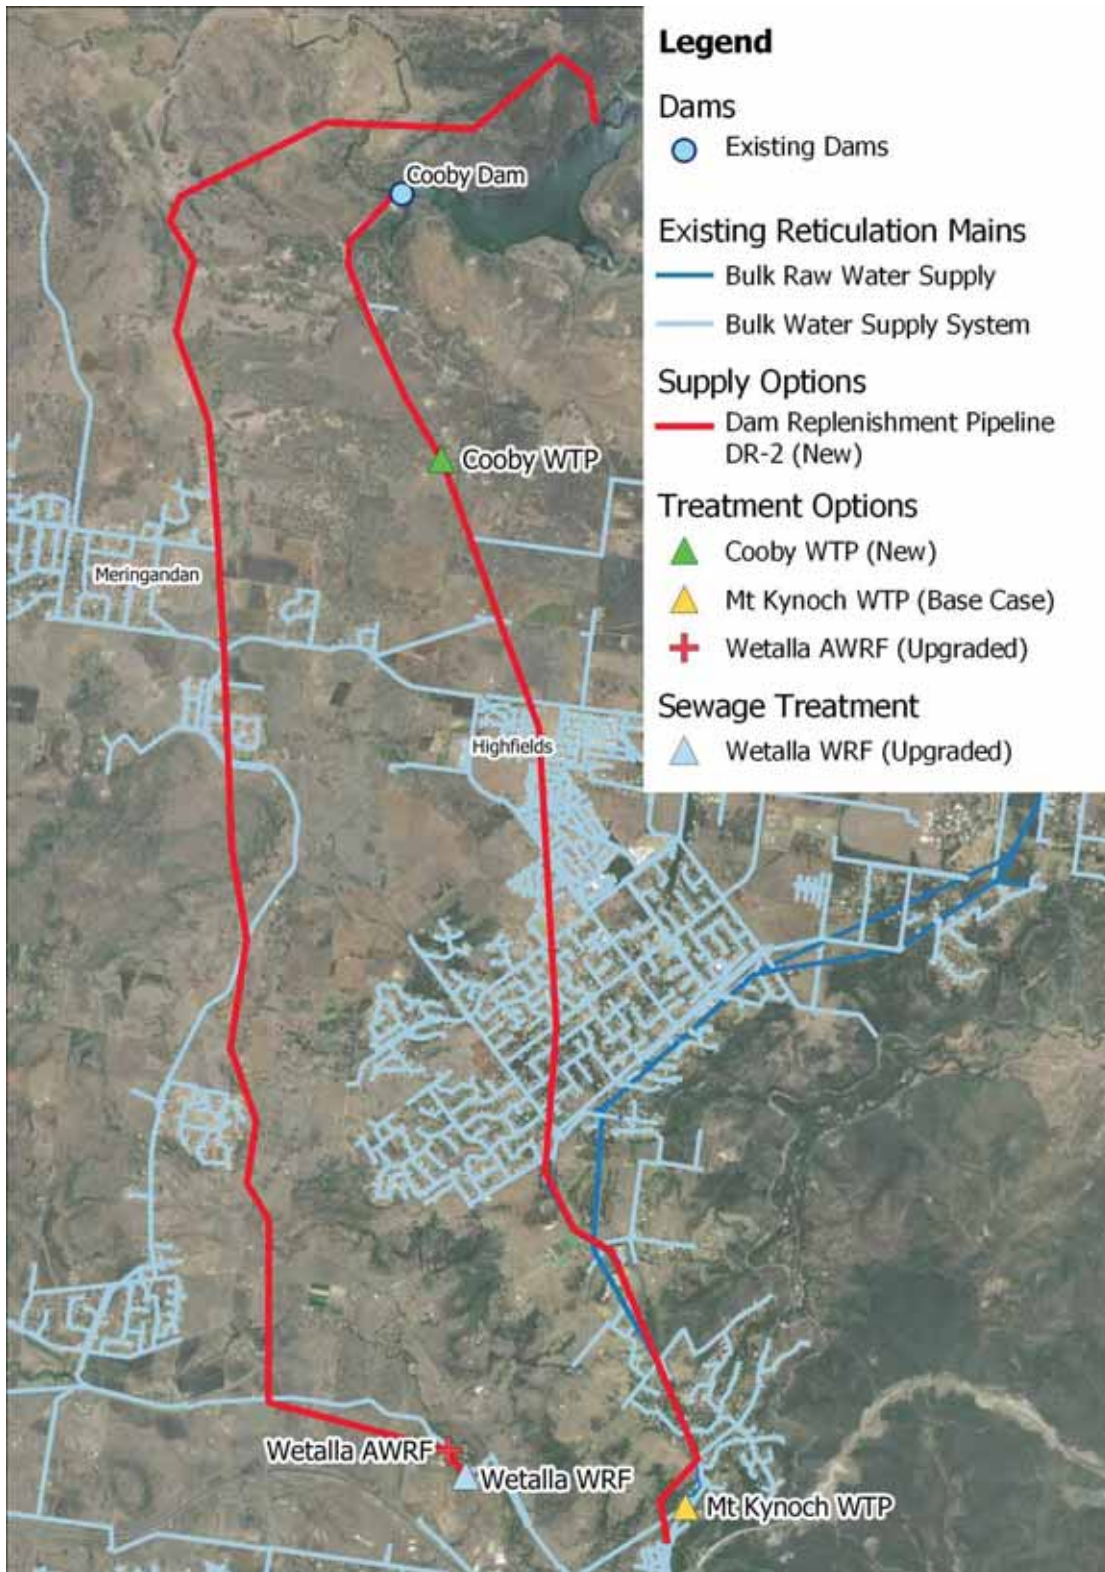 Legend
Dams
Existing Dams
Existing Reticulation Mains
Bulk Raw Water Supply
Bulk Water Supply System
Supply Options
Dam Replenishment Pipeline
DR-2 (New)
Treatment Options
Cooby WTP (New)
Mt Kynoch WTP (Base Case)
Wetalla AWRF (Upgraded)
Sewage Treatment
Wetalla WRF (Upgraded)
Cooby Dam
Cooby WTP
Meringandan
Highfields
Wetalla AWRF
Wetalla WRF
Mt Kynoch WTP